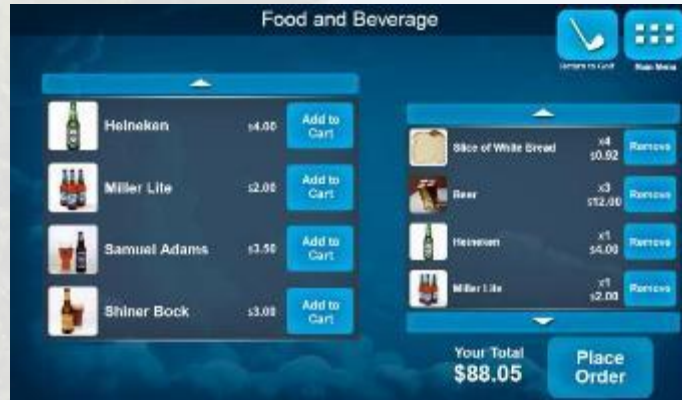 Food and Beverage
Return to Golf
Main Menu
Heineken $4.00 Add to Cart
Miller Lite $2.00 Add to Cart
Samuel Adams $3.50 Add to Cart
Shiner Bock $3.00 Add to Cart
Slice of White Bread x4 $0.92 Remove
Beer x3 $12.00 Remove
Heineken x1 $4.00 Remove
Miller Lite x1 $2.00 Remove
Your Total
$88.05
Place Order